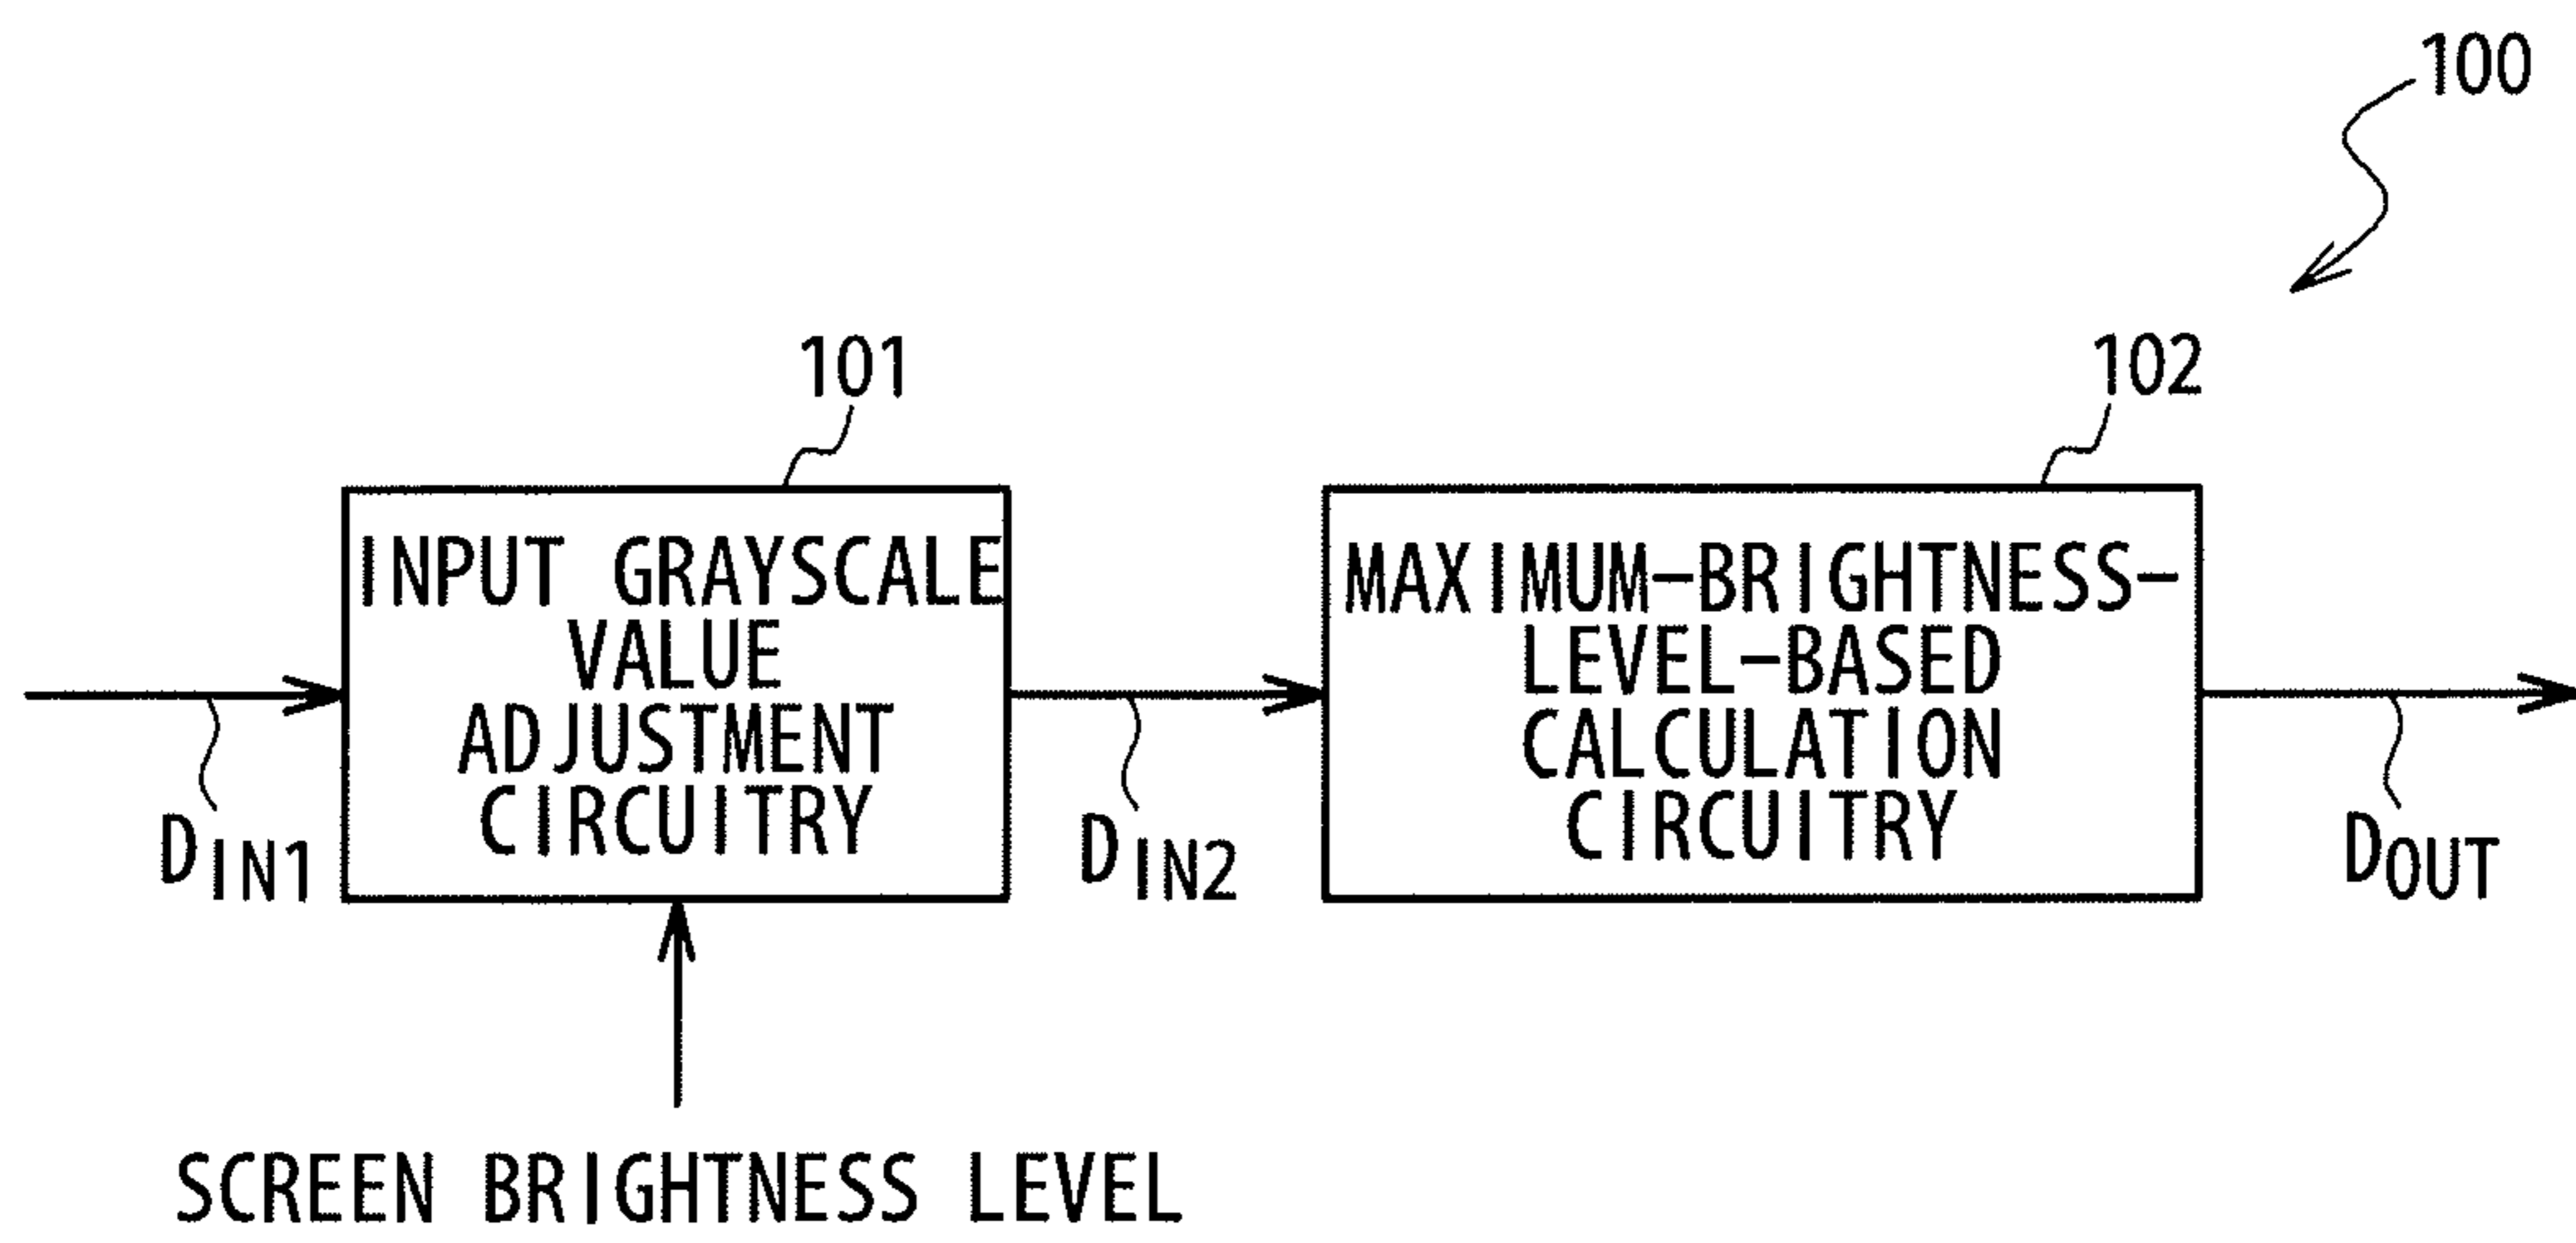 100
101
102
INPUT GRAYSCALE
VALUE
ADJUSTMENT
CIRCUITRY
MAXIMUM-BRIGHTNESS-
LEVEL-BASED
CALCULATION
CIRCUITRY
DIN1
DIN2
DOUT
SCREEN BRIGHTNESS LEVEL